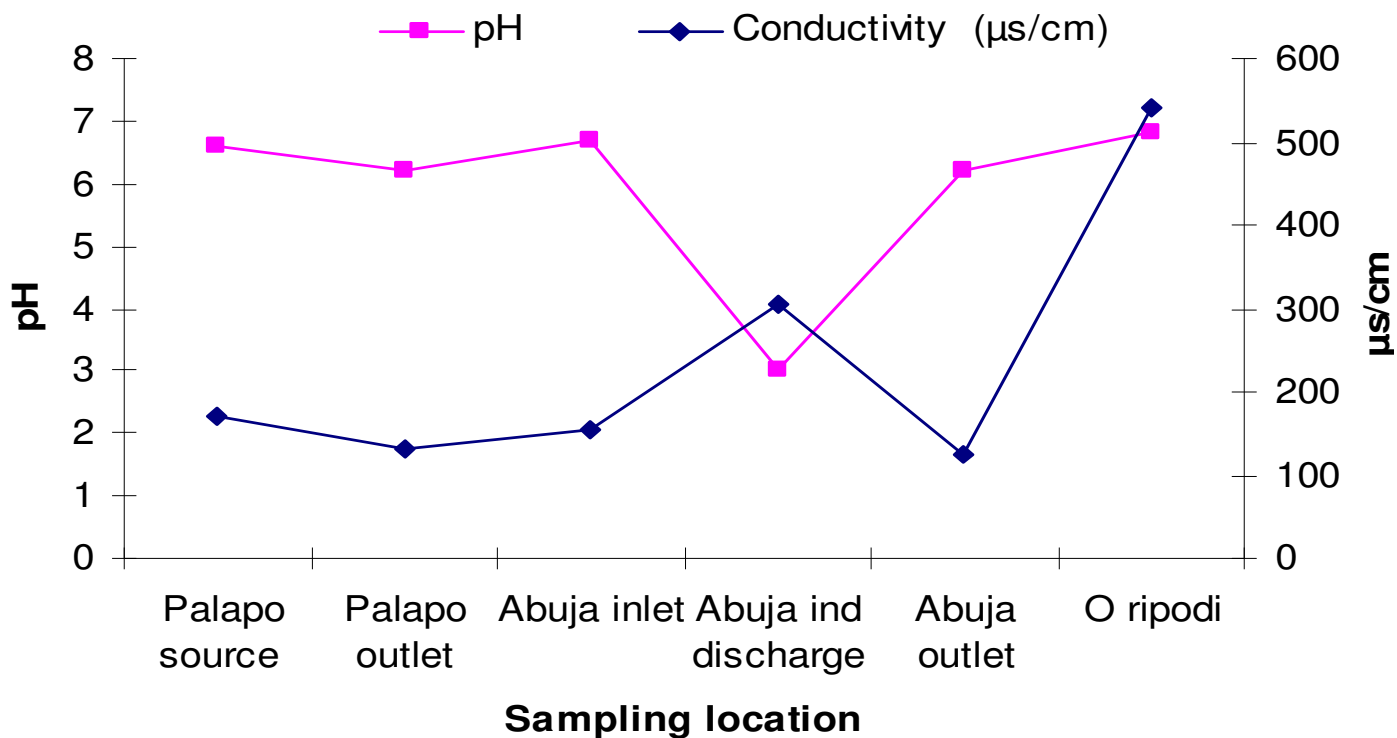 pH
Conductivity (µs/cm)
8
7
6
5
4
3
2
1
0
pH
600
500
400
300
200
100
0
µs/cm
Palapo source
Palapo outlet
Abuja inlet
Abuja ind discharge
Abuja outlet
O ripodi
Sampling location